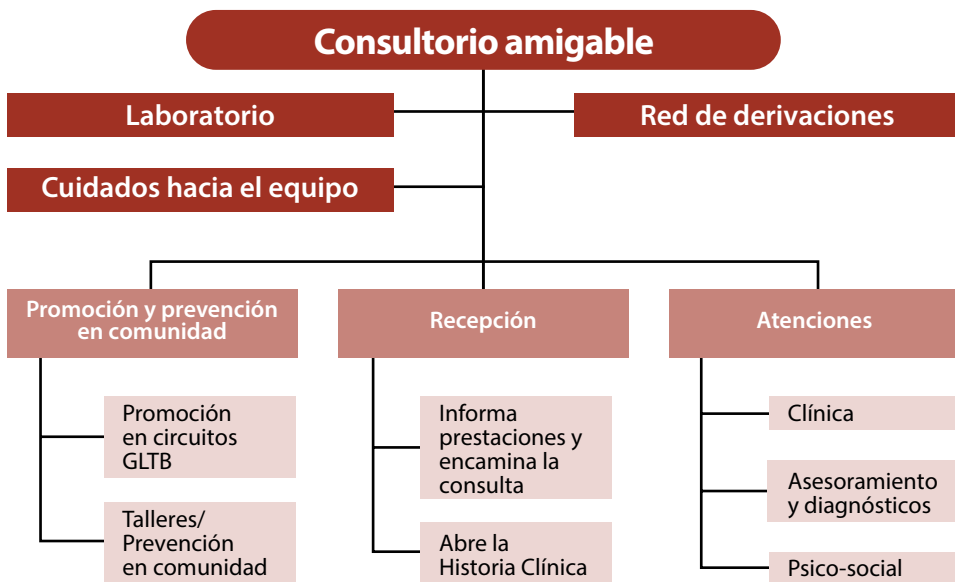 Consultorio amigable
Laboratorio
Red de derivaciones
Cuidados hacia el equipo
Promoción y prevención
en comunidad
Promoción
en circuitos
GLTB
Talleres/
Prevención
en comunidad
Recepción
Informa
prestaciones y
encamina la
consulta
Abre la
Historia Clínica
Atenciones
Clínica
Asesoramiento
y diagnósticos
Psico-social